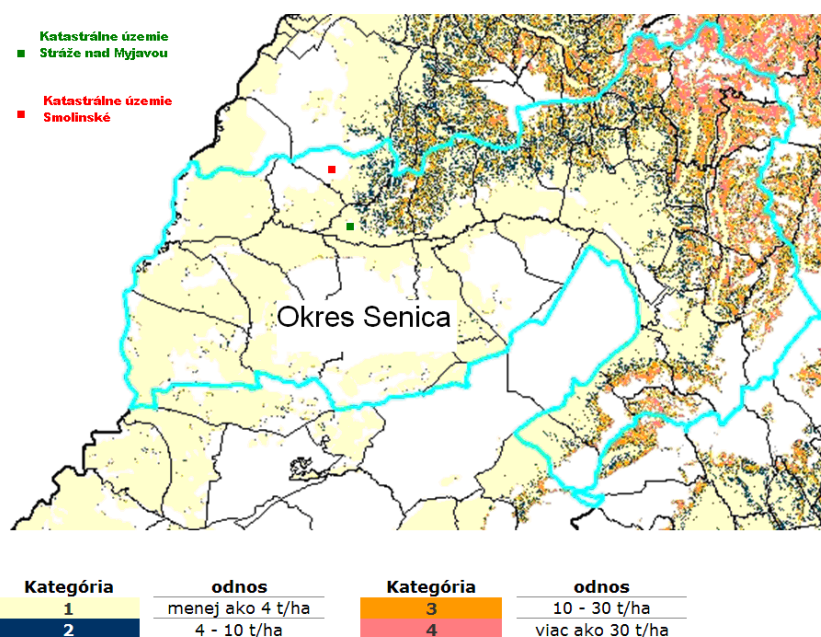 Katastrálne územie
Stráže nad Myjavou
Katastrálne územie
Smolinské
Okres Senica
Kategória odnos Kategória odnos
1 menej ako 4 t/ha 3 10 - 30 t/ha
2 4 - 10 t/ha 4 viac ako 30 t/ha